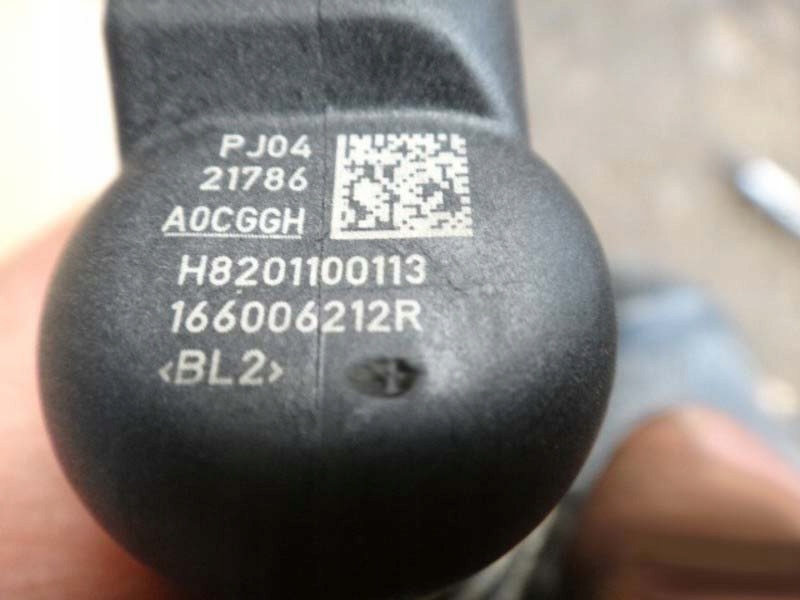 PJ04
21786
A0CGGH
H8201100113
166006212R
<BL2>